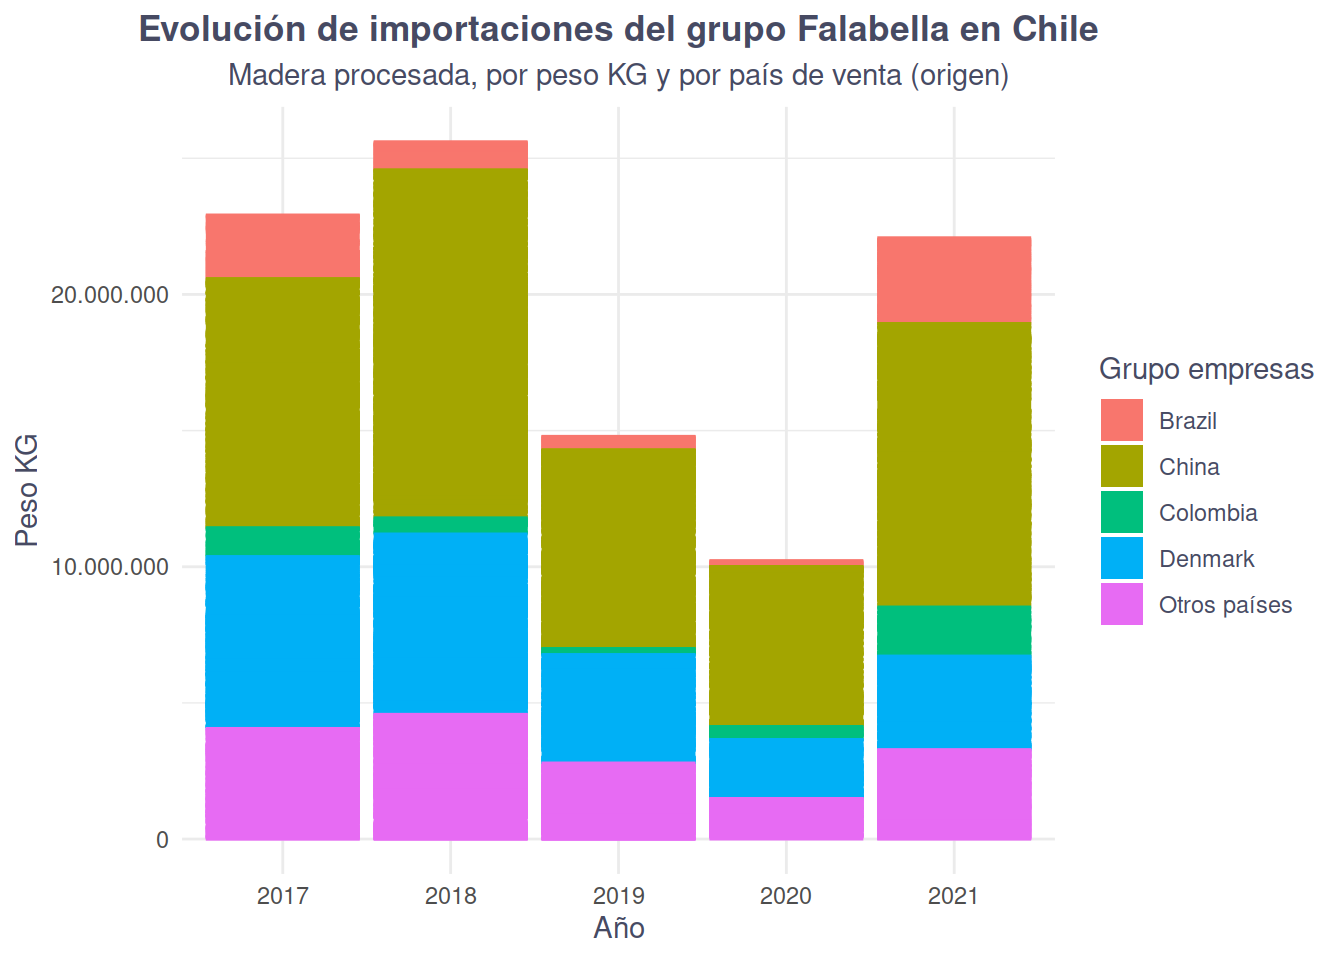 Evolución de importaciones del grupo Falabella en Chile
Madera procesada, por peso KG y por país de venta (origen)
Peso KG
20.000.000
10.000.000
0
2017
2018
2019
2020
2021
Año
Grupo empresas
Brazil
China
Colombia
Denmark
Otros países